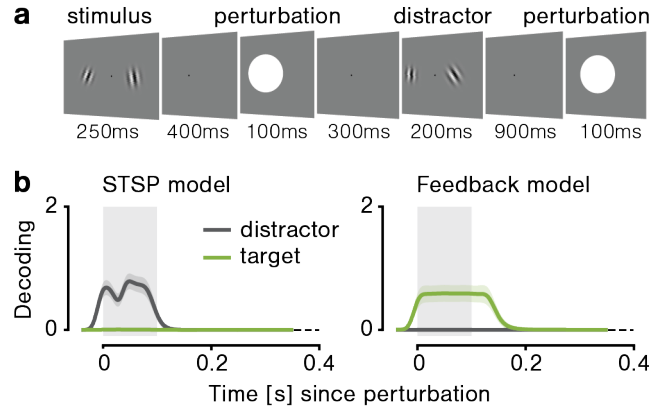 a
stimulus perturbation distractor perturbation
250ms 400ms 100ms 300ms 200ms 900ms 100ms
b
STSP model Feedback model
2 2
distractor
target
Decoding
0 0
0 0.2 0.4 0 0.2 0.4
Time [s] since perturbation